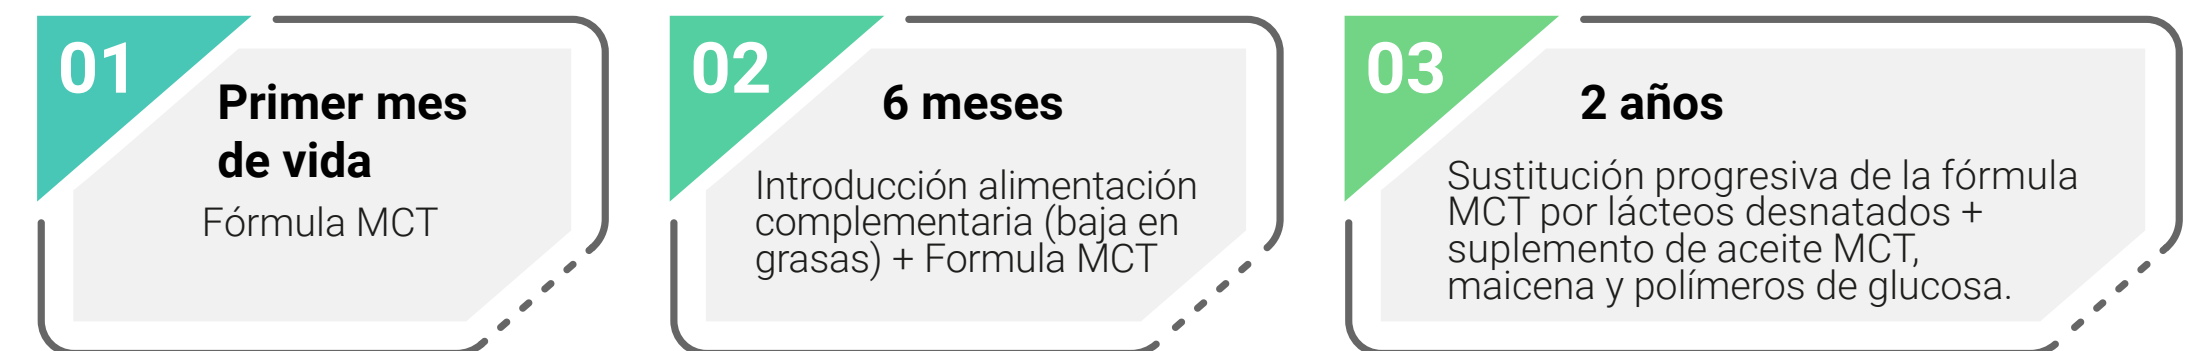 01
Primer mes
de vida
Fórmula MCT
02
6 meses
Introducción alimentación
complementaria (baja en
grasas) + Formula MCT
03
2 años
Sustitución progresiva de la fórmula
MCT por lácteos desnatados +
suplemento de aceite MCT,
maicena y polímeros de glucosa.